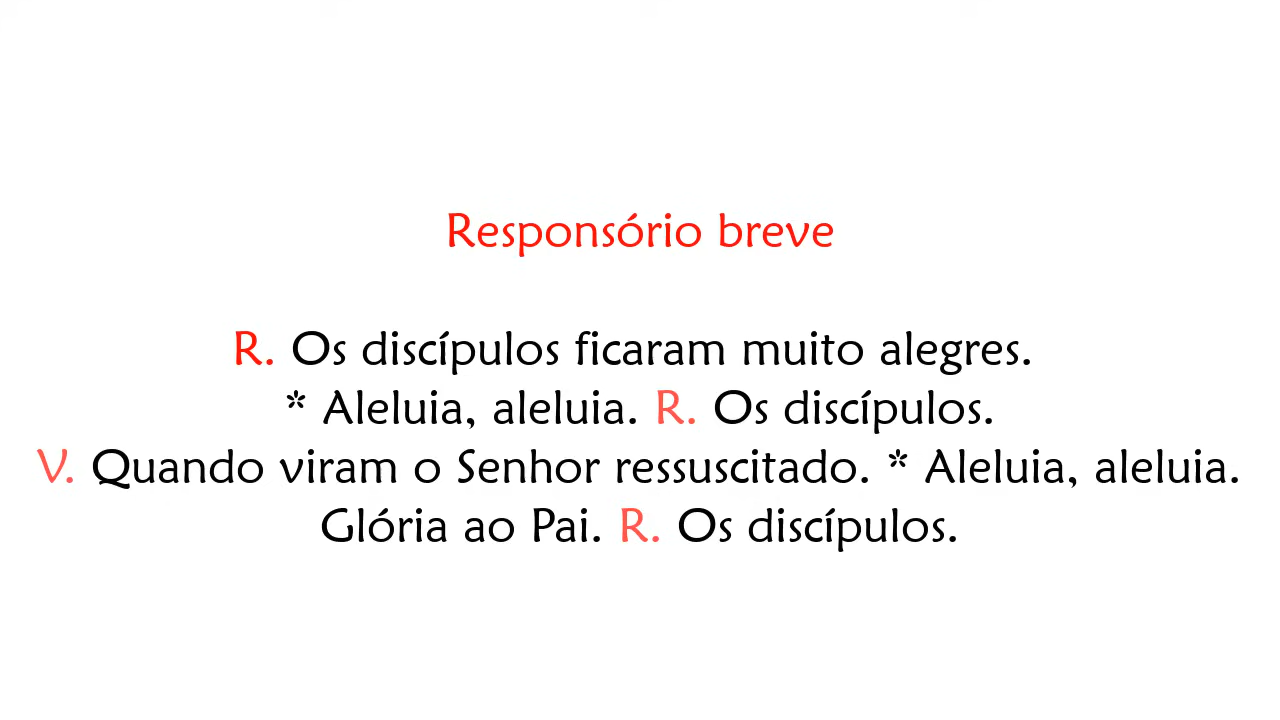 Responsório breve
R. Os discípulos ficaram muito alegres.
* Aleluia, aleluia. R. Os discípulos.
V. Quando viram o Senhor ressuscitado. * Aleluia, aleluia.
Glória ao Pai. R. Os discípulos.